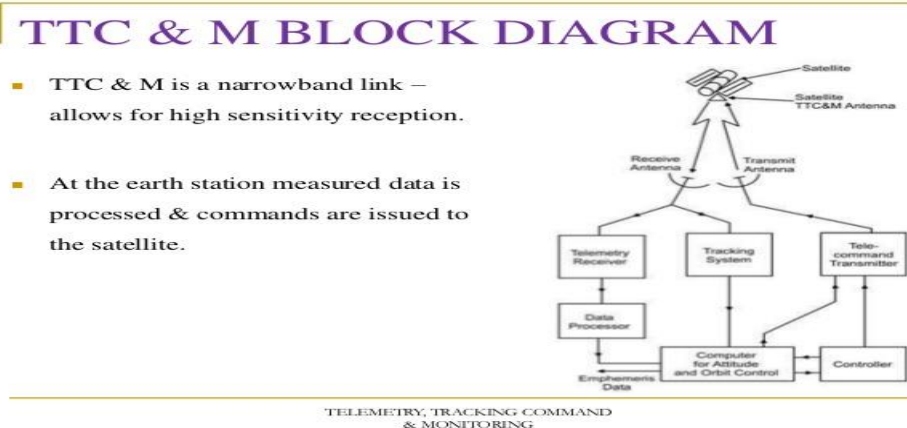 TTC & M BLOCK DIAGRAM
TTC & M is a narrowband link –
allows for high sensitivity reception.
At the earth station measured data is
processed & commands are issued to
the satellite.
Satellite
Satellite
TTC&M Antenna
Receive
Antenna
Transmit
Antenna
Telemetry
Receiver
Tracking
System
Tele-
command
Transmitter
Data
Processor
Computer
for Attitude
and Orbit Control
Controller
Emphemeris
Data
TELEMETRY, TRACKING COMMAND
& MONITORING